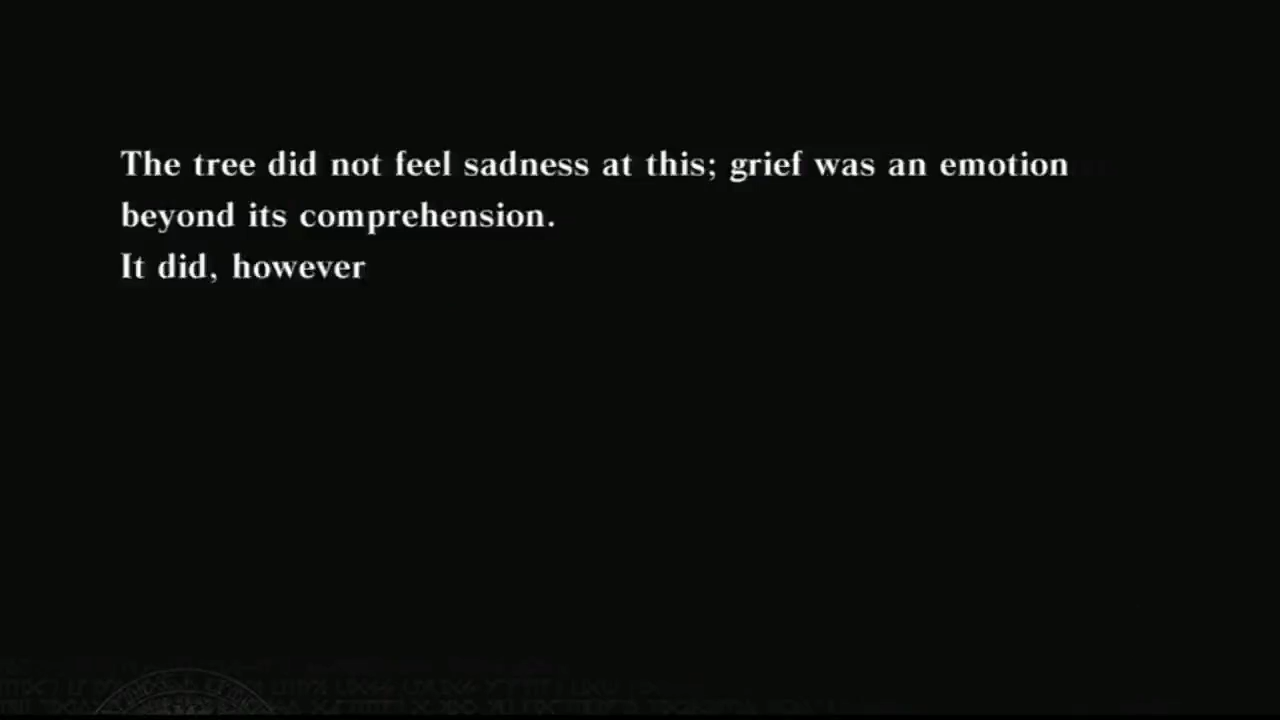 The tree did not feel sadness at this; grief was an emotion
beyond its comprehension.
It did, however